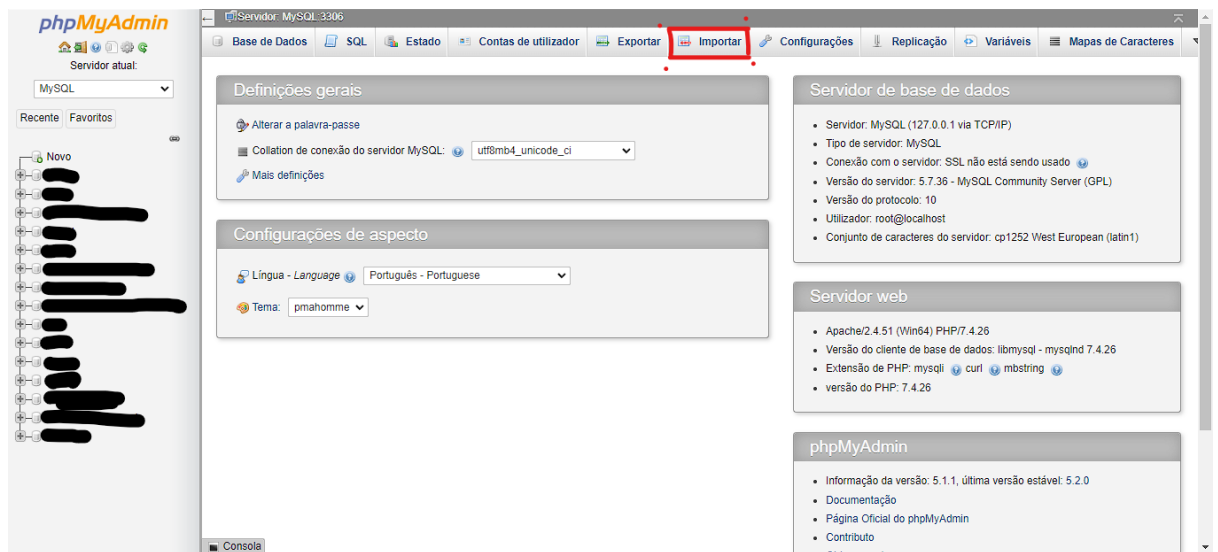 phpMyAdmin
Servidor atual:
MySQL
Recente Favoritos
Novo
Servidor: MySQL:3306
Base de Dados SQL Estado Contas de utilizador Exportar Importar Configurações Replicação Variáveis Mapas de Caracteres
Definições gerais
Alterar a palavra-passe
Collation de conexão do servidor MySQL: utf8mb4_unicode_ci
Mais definições
Configurações de aspecto
Língua - Language Português - Portuguese
Tema: pmahomme
Servidor de base de dados
Servidor: MySQL (127.0.0.1 via TCP/IP)
Tipo de servidor: MySQL
Conexão com o servidor: SSL não está sendo usado
Versão do servidor: 5.7.36 - MySQL Community Server (GPL)
Versão do protocolo: 10
Utilizador: root@localhost
Conjunto de caracteres do servidor: cp1252 West European (latin1)
Servidor web
Apache/2.4.51 (Win64) PHP/7.4.26
Versão do cliente de base de dados: libmysql - mysqlnd 7.4.26
Extensão de PHP: mysqli curl mbstring
versão do PHP: 7.4.26
phpMyAdmin
Informação da versão: 5.1.1, última versão estável: 5.2.0
Documentação
Página Oficial do phpMyAdmin
Contributo
Consola